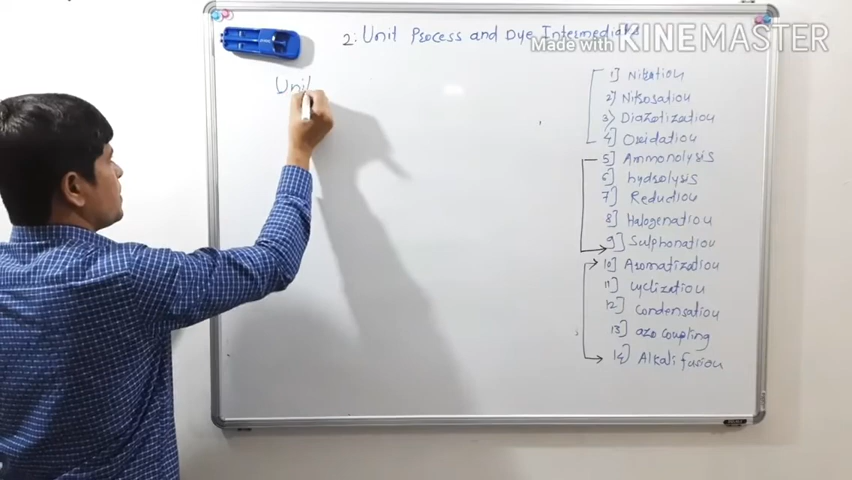 2: Unit Process and Dye Intermediate
Made with KINEMASTER
Unit
1] Nitration
2) Nitrosation
3) Diazotization
4] Oxidation
5] Ammonolysis
6] hydrolysis
7] Reduction
8] Halogenation
9] Sulphonation
10] Aromatization
11] cyclization
12] condensation
13] azo coupling
14] Alkali fusion